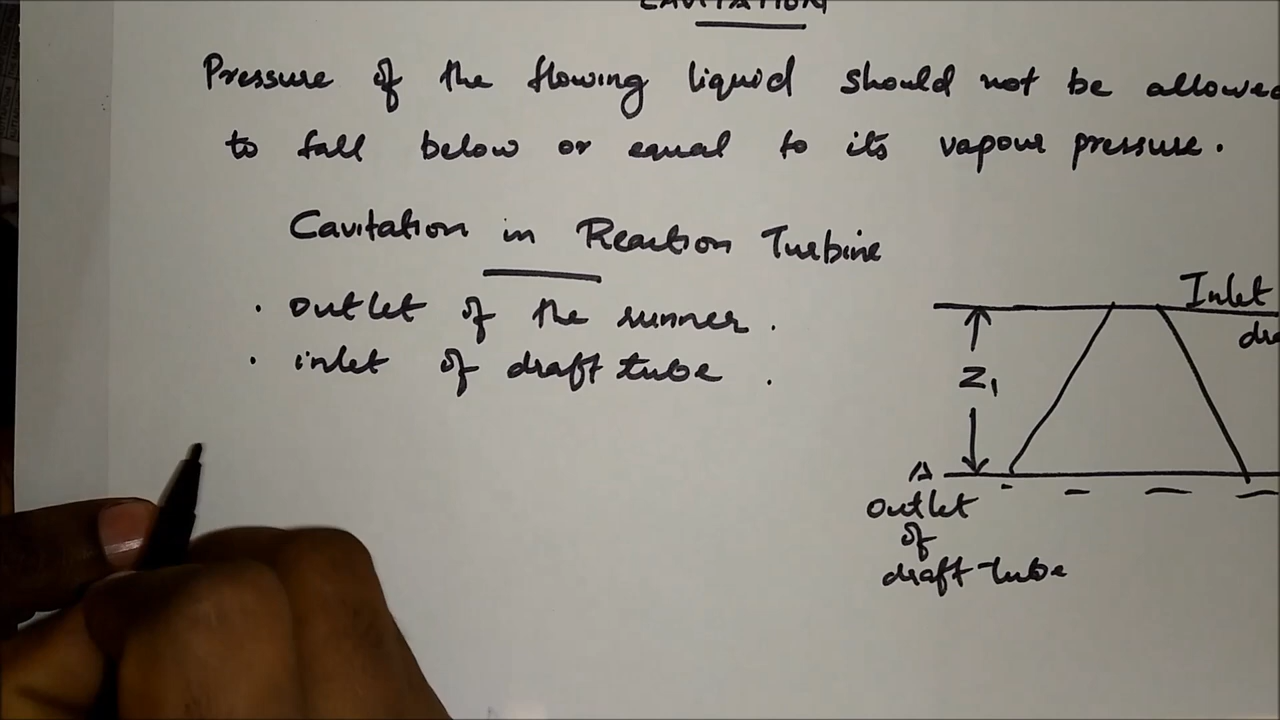 CAVITATION
Pressure of the flowing liquid should not be allowed
to fall below or equal to its vapour pressure.
Cavitation in Reaction Turbine
. outlet of the runner.
. inlet of draft tube.
Inlet
Z₁
A
outlet
of
draft tube